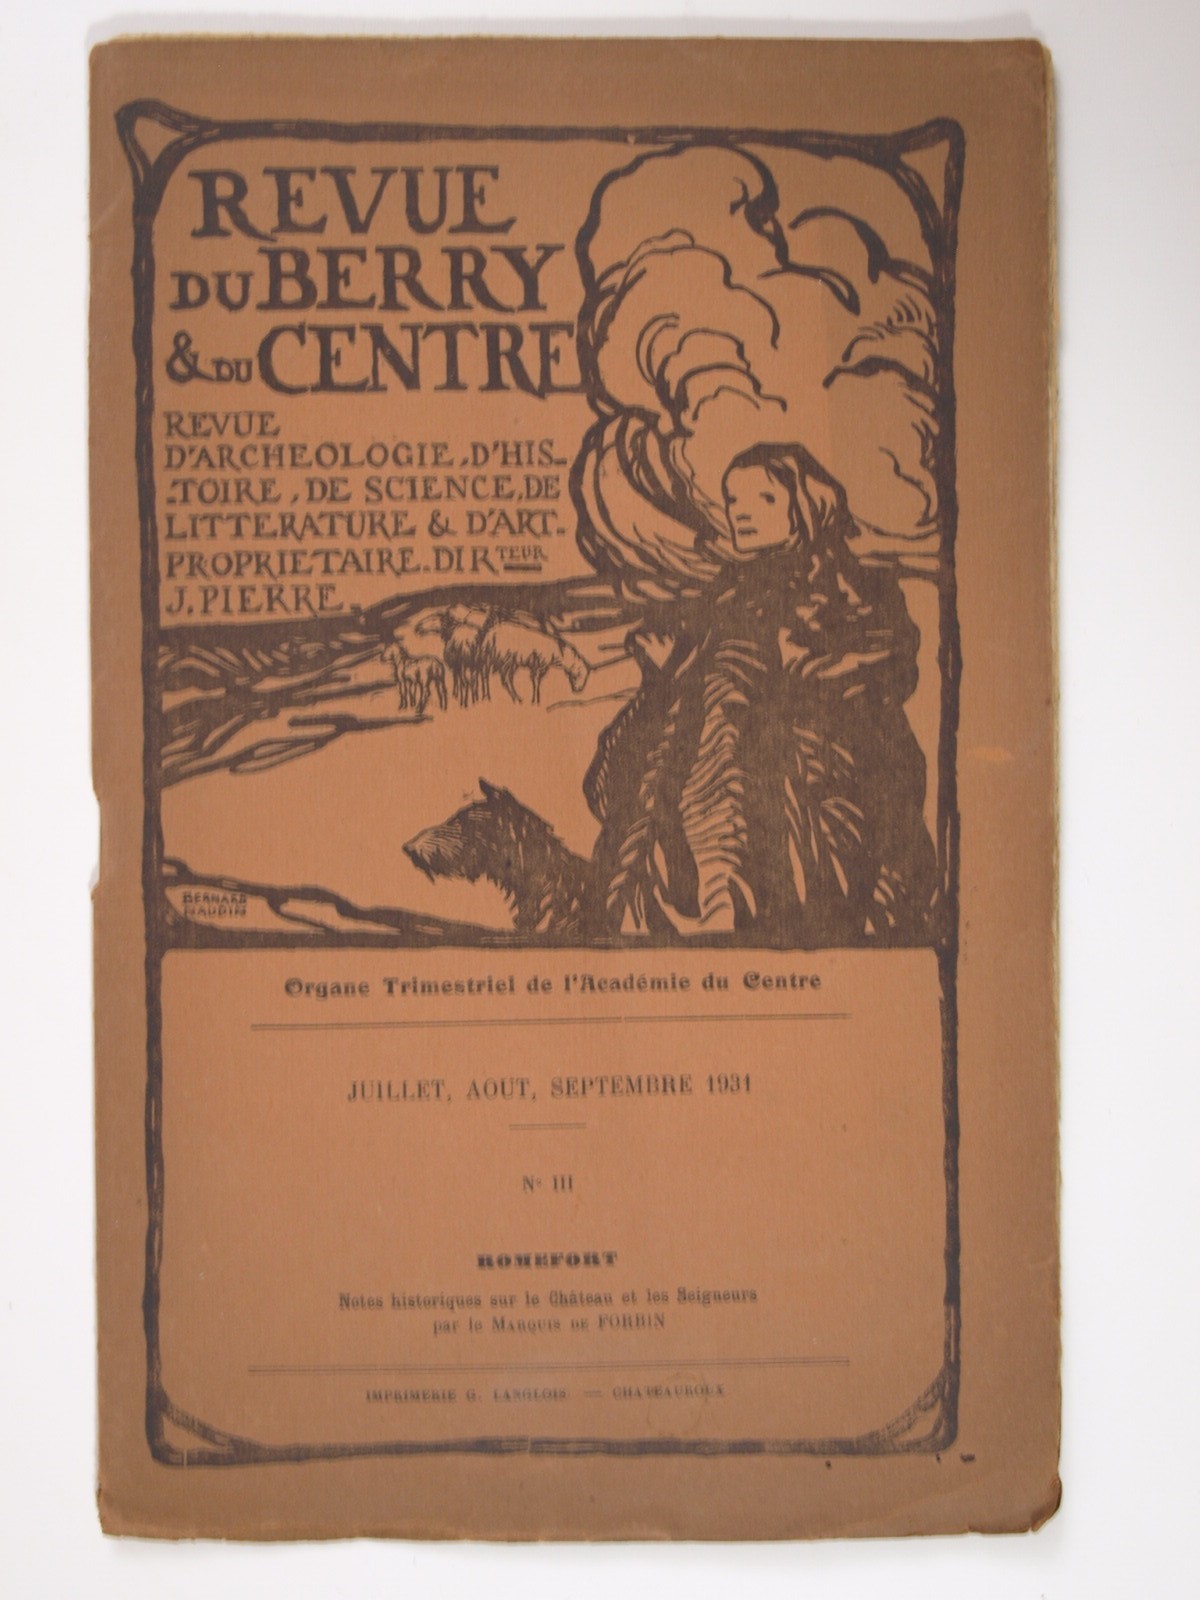 REVUE
DU BERRY
& DU CENTRE
REVUE
D'ARCHEOLOGIE, D'HIS-
-TOIRE, DE SCIENCE, DE
LITTERATURE & D'ART.
PROPRIETAIRE. DIRTEUR
J. PIERRE.
BERNARD
NAUDIN
Organe Trimestriel de l'Académie du Centre
JUILLET, AOUT, SEPTEMBRE 1931
N° III
ROMEFORT
Notes historiques sur le Château et les Seigneurs
par le MARQUIS DE FORBIN
IMPRIMERIE G. LANGLOIS — CHATEAUROUX